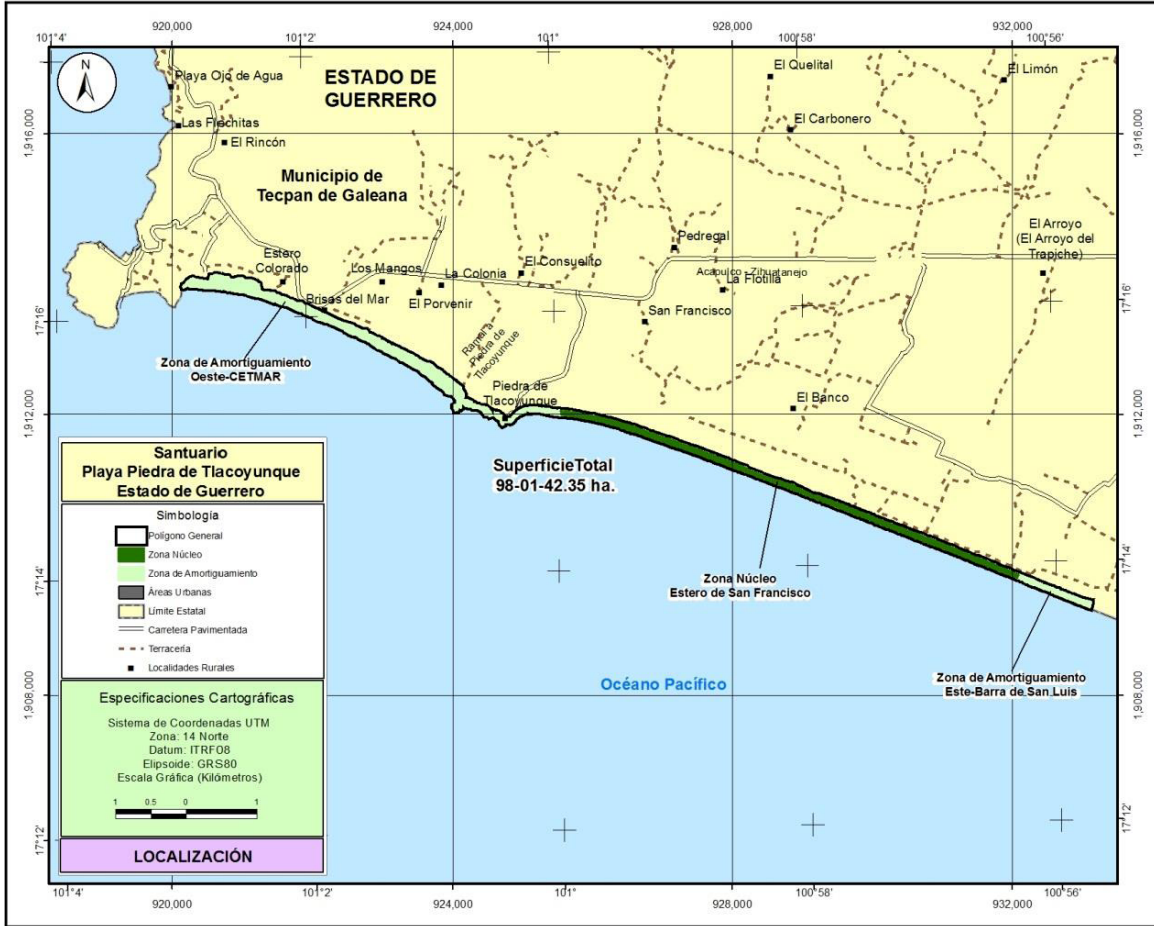 920,000
924,000
928,000
932,000
101°4'
101°2'
101°
100°58'
100°56'
N
Playa Ojo de Agua
ESTADO DE
GUERRERO
El Quelital
El Limón
Las Flechitas
El Rincón
El Carbonero
1,916,000
1,916,000
Municipio de
Tecpan de Galeana
Pedregal
El Arroyo
(El Arroyo del
Trapiche)
Estero
Colorado
Los Mangos
La Colonia
El Consuelito
Acapulco - Zihuatanejo
La Flotilla
Brisas del Mar
El Porvenir
San Francisco
17°16'
17°16'
Ramal a
Piedra de
Tlacoyunque
Zona de Amortiguamiento
Oeste-CETMAR
Piedra de
Tlacoyunque
El Banco
1,912,000
1,912,000
SuperficieTotal
98-01-42.35 ha.
Santuario
Playa Piedra de Tlacoyunque
Estado de Guerrero
Simbología
Polígono General
Zona Núcleo
Zona de Amortiguamiento
Áreas Urbanas
Límite Estatal
Carretera Pavimentada
Terracería
Localidades Rurales
17°14'
17°14'
Zona Núcleo
Estero de San Francisco
Zona de Amortiguamiento
Este-Barra de San Luis
Océano Pacífico
1,908,000
1,908,000
Especificaciones Cartográficas
Sistema de Coordenadas UTM
Zona: 14 Norte
Datum: ITRF08
Elipsoide: GRS80
Escala Gráfica (Kilómetros)
1 0.5 0 1
17°12'
17°12'
LOCALIZACIÓN
101°4'
101°2'
101°
100°58'
100°56'
920,000
924,000
928,000
932,000